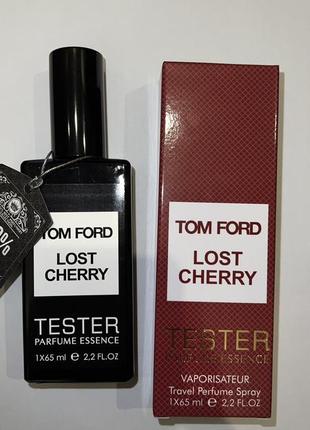 TOM FORD
LOST
CHERRY
TESTER
PARFUME ESSENCE
1X65 ml e 2,2 FL.OZ
TOM FORD
LOST
CHERRY
TESTER
PARFUME ESSENCE
VAPORISATEUR
Travel Perfume Spray
1X65 ml e 2,2 FL.OZ